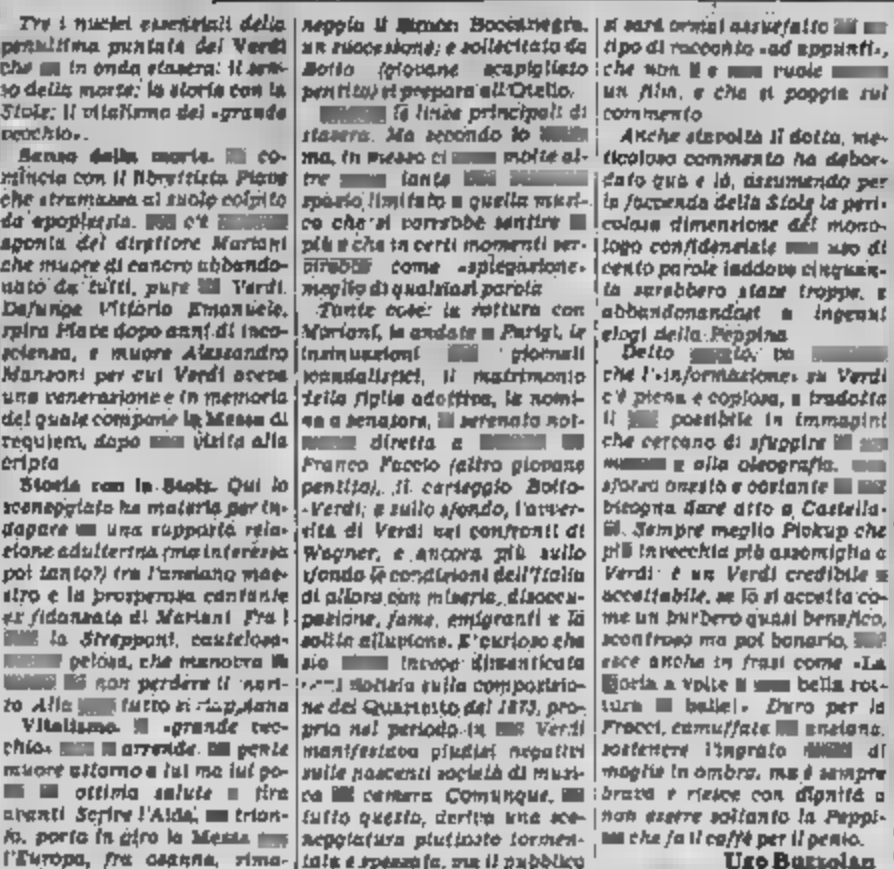 Tre i nuclei essenziali della
penultima puntata del Verdi
che in onda stasera: il sen-
so della morte; la storia con la
Stolz; il vitalismo del «grande
vecchio».
Senso della morte. co-
mincia con il librettista Piave
che stramazza al suolo colpito
da apoplessia. c'è
agonia del direttore Mariani
che muore di cancro abbando-
nato da tutti, pure Verdi.
Defunge Vittorio Emanuele,
spira Piave dopo anni di inco-
scienza, e muore Alessandro
Manzoni per cui Verdi aveva
una venerazione e in memoria
del quale compone la Messa di
requiem, dopo visita alla
cripta
Storia con la Stolz. Qui lo
sceneggiato ha materia per in-
dagare una supposta rela-
zione adulterina (ma interessa
poi tanto?) tra l'anziano mae-
stro e la prosperosa cantante
ex fidanzata di Mariani Fra i
la Strepponi, cautelosa-
gelosa, che manovra
non perdere il mari-
to Alla tutto si riappiana
Vitalismo. «grande vec-
chio» arrende. gente
muore attorno a lui ma lui go-
ottima salute e tira
avanti Scrive l'Aida, trion-
fo, porta in giro la Messa
l'Europa, fra osanna, rima-
neggia il Simon Boccanegra,
un successone; e sollecitato da
Boito (giovane scapigliato
pentito) si prepara all'Otello.
le linee principali di
stasera. Ma secondo lo
ma, in mezzo ci molte al-
tre tante
spazio limitato a quella musi-
ca che si vorrebbe sentire
più e che in certi momenti ser-
virebbe come «spiegazione»
meglio di qualsiasi parola
Tante cose: la rottura con
Mariani, le andate a Parigi, le
insinuazioni giornali
scandalistici, il matrimonio
della figlia adottiva, la nomi-
na a senatore, serenata not-
diretta a
Franco Faccio (altro giovane
pentito), il carteggio Boito-
-Verdi; e sullo sfondo, l'avver-
sità di Verdi nei confronti di
Wagner, e ancora più sullo
sfondo le condizioni dell'Italia
di allora con miseria, disoccu-
pazione, fame, emigranti e la
solita alluvione. E' curioso che
sia invece dimenticata
notizia sulla composizio-
ne del Quartetto del 1873, pro-
prio nel periodo in Verdi
manifestava giudizi negativi
sulle nascenti società di musi-
ca camera Comunque,
tutto questo, deriva una sce-
neggiatura piuttosto tormen-
tata e spezzata, ma il pubblico
si sarà ormai assuefatto
tipo di racconto «ad appunti»,
che non è e vuole
un film, e che si poggia sul
commento
Anche stavolta il dotto, me-
ticoloso commento ha debor-
dato qua e là, assumendo per
la faccenda della Stolz la peri-
colosa dimensione del mono-
logo confidenziale uso di
cento parole laddove cinquan-
ta sarebbero state troppe, e
abbandonandosi a ingenui
elogi della Peppina
Detto va
che l'«informazione» su Verdi
c'è piena e copiosa, e tradotta
il possibile in immagini
che cercano di sfuggire
e alla oleografia.
sforzo onesto e costante
bisogna dare atto a Castella-
Sempre meglio Pickup che
più invecchia più assomiglia a
Verdi: è un Verdi credibile e
accettabile, se lo si accetta co-
me un burbero quasi benefico,
scontroso ma poi bonario,
esce anche in frasi come «La
gloria a volte è bella rot-
tura balle!» Duro per la
Fracci, camuffata anziana,
sostenere l'ingrato di
moglie in ombra, ma è sempre
brava e riesce con dignità a
non essere soltanto la Peppi-
che fa il caffè per il genio.
Ugo Buzzolan